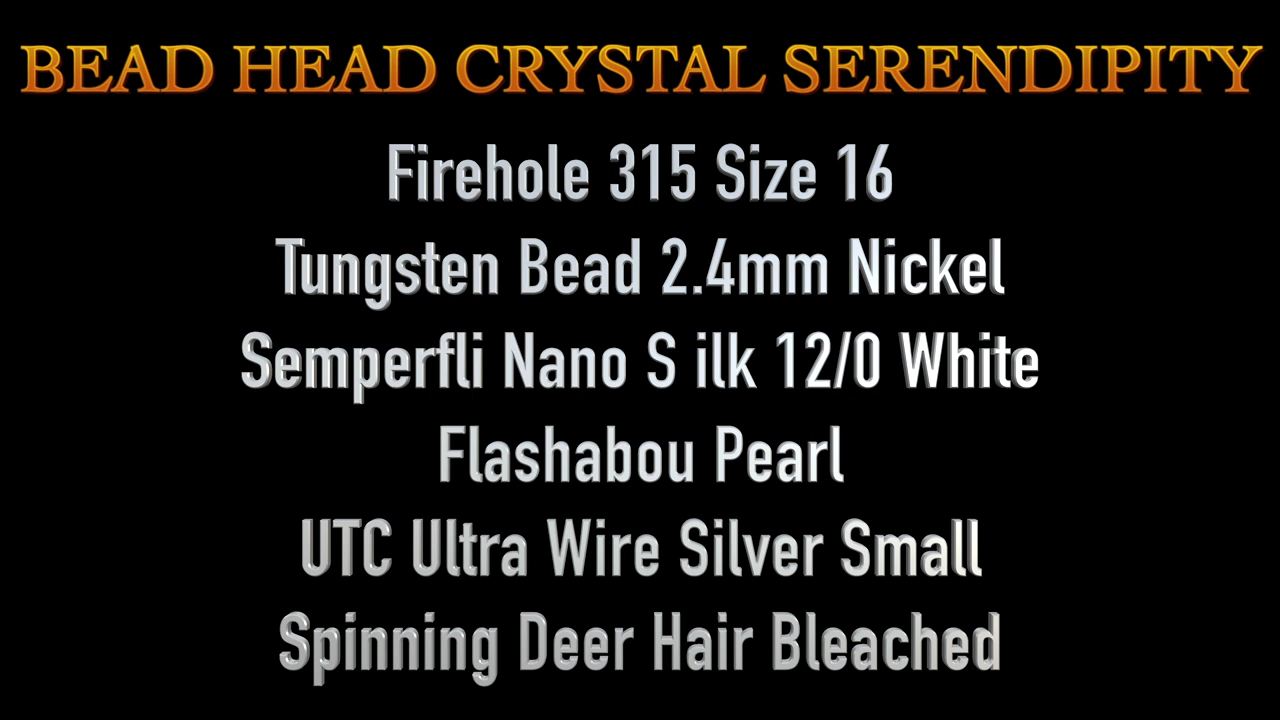 BEAD HEAD CRYSTAL SERENDIPITY
Firehole 315 Size 16
Tungsten Bead 2.4mm Nickel
Semperfli Nano S ilk 12/0 White
Flashabou Pearl
UTC Ultra Wire Silver Small
Spinning Deer Hair Bleached